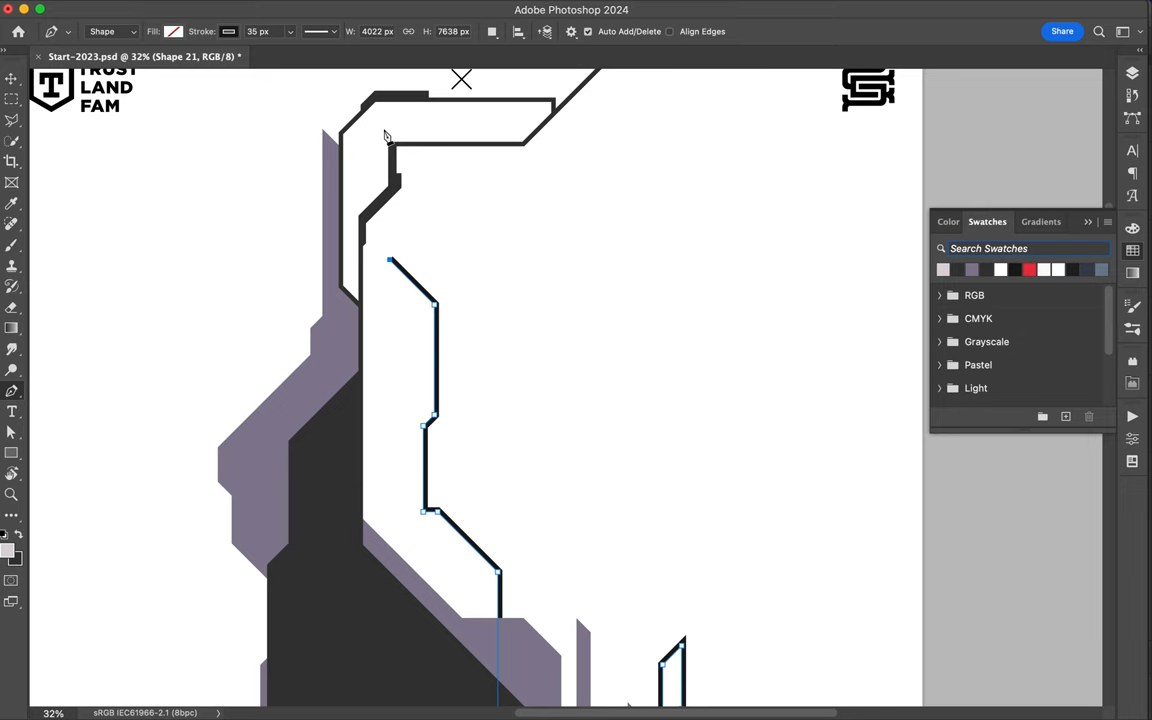 Adobe Photoshop 2024
Shape Fill: Stroke: 35 px W: 4022 px H: 7638 px Auto Add/Delete Align Edges Share
Start-2023.psd @ 32% (Shape 21, RGB/8) *
TRUST
LAND
FAM
Color Swatches Gradients
Search Swatches
RGB
CMYK
Grayscale
Pastel
Light
32% sRGB IEC61966-2.1 (8bpc)